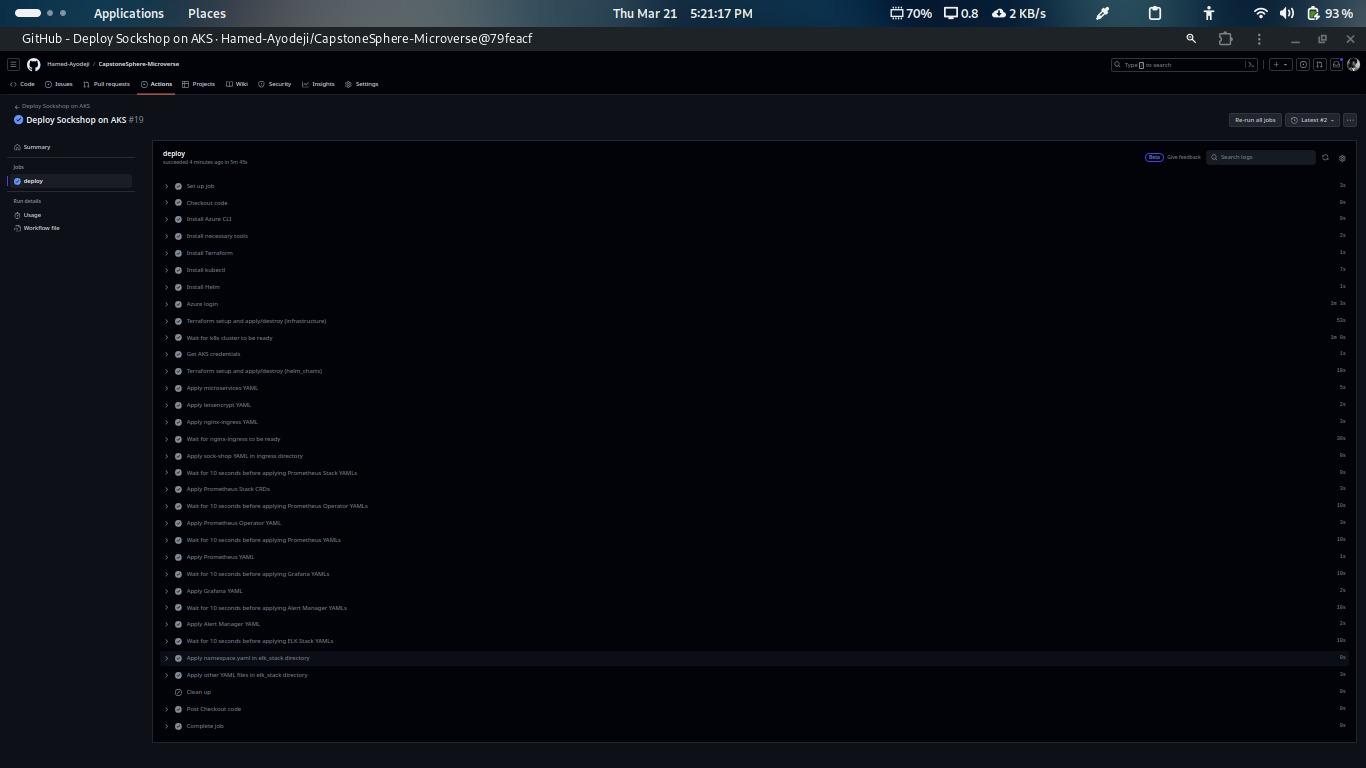 Applications Places Thu Mar 21 5:21:17 PM 70% 0.8 2 KB/s 93 %
GitHub - Deploy Sockshop on AKS · Hamed-Ayodeji/CapstoneSphere-Microverse@79feacf
Hamed-Ayodeji / CapstoneSphere-Microverse Type / to search
Code Issues Pull requests Actions Projects Wiki Security Insights Settings
← Deploy Sockshop on AKS
Deploy Sockshop on AKS #19 Re-run all jobs Latest #2
Summary
Jobs
deploy
Run details
Usage
Workflow file
deploy
succeeded 4 minutes ago in 5m 45s
Beta Give feedback Search logs
Set up job 3s
Checkout code 0s
Install Azure CLI 0s
Install necessary tools 2s
Install Terraform 1s
Install kubectl 7s
Install Helm 1s
Azure login 1m 3s
Terraform setup and apply/destroy (infrastructure) 53s
Wait for k8s cluster to be ready 1m 0s
Get AKS credentials 1s
Terraform setup and apply/destroy (helm_charts) 18s
Apply microservices YAML 5s
Apply letsencrypt YAML 2s
Apply nginx-ingress YAML 3s
Wait for nginx-ingress to be ready 30s
Apply sock-shop YAML in ingress directory 0s
Wait for 10 seconds before applying Prometheus Stack YAMLs 0s
Apply Prometheus Stack CRDs 3s
Wait for 10 seconds before applying Prometheus Operator YAMLs 10s
Apply Prometheus Operator YAML 3s
Wait for 10 seconds before applying Prometheus YAMLs 10s
Apply Prometheus YAML 1s
Wait for 10 seconds before applying Grafana YAMLs 10s
Apply Grafana YAML 2s
Wait for 10 seconds before applying Alert Manager YAMLs 10s
Apply Alert Manager YAML 2s
Wait for 10 seconds before applying ELK Stack YAMLs 10s
Apply namespace.yaml in elk_stack directory 0s
Apply other YAML files in elk_stack directory 3s
Clean up 0s
Post Checkout code 0s
Complete job 0s